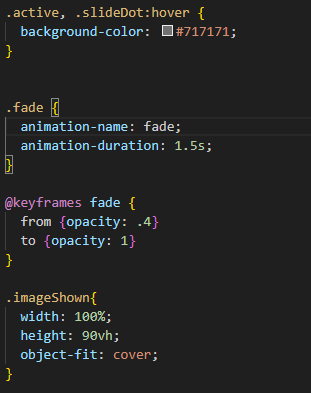 .active, .slideDot:hover {
  background-color: #717171;
}
.fade {
  animation-name: fade;
  animation-duration: 1.5s;
}
@keyframes fade {
  from {opacity: .4}
  to {opacity: 1}
}
.imageShown{
  width: 100%;
  height: 90vh;
  object-fit: cover;
}